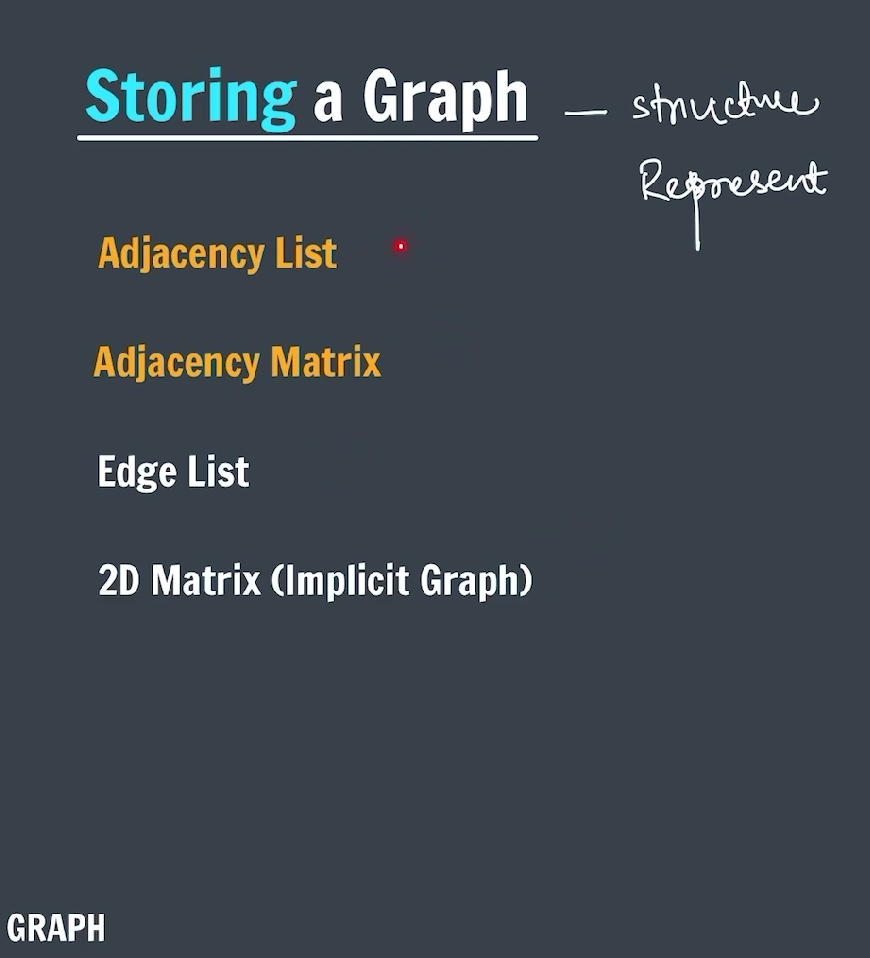 Storing a Graph — structure
Represent
Adjacency List
Adjacency Matrix
Edge List
2D Matrix (Implicit Graph)
GRAPH